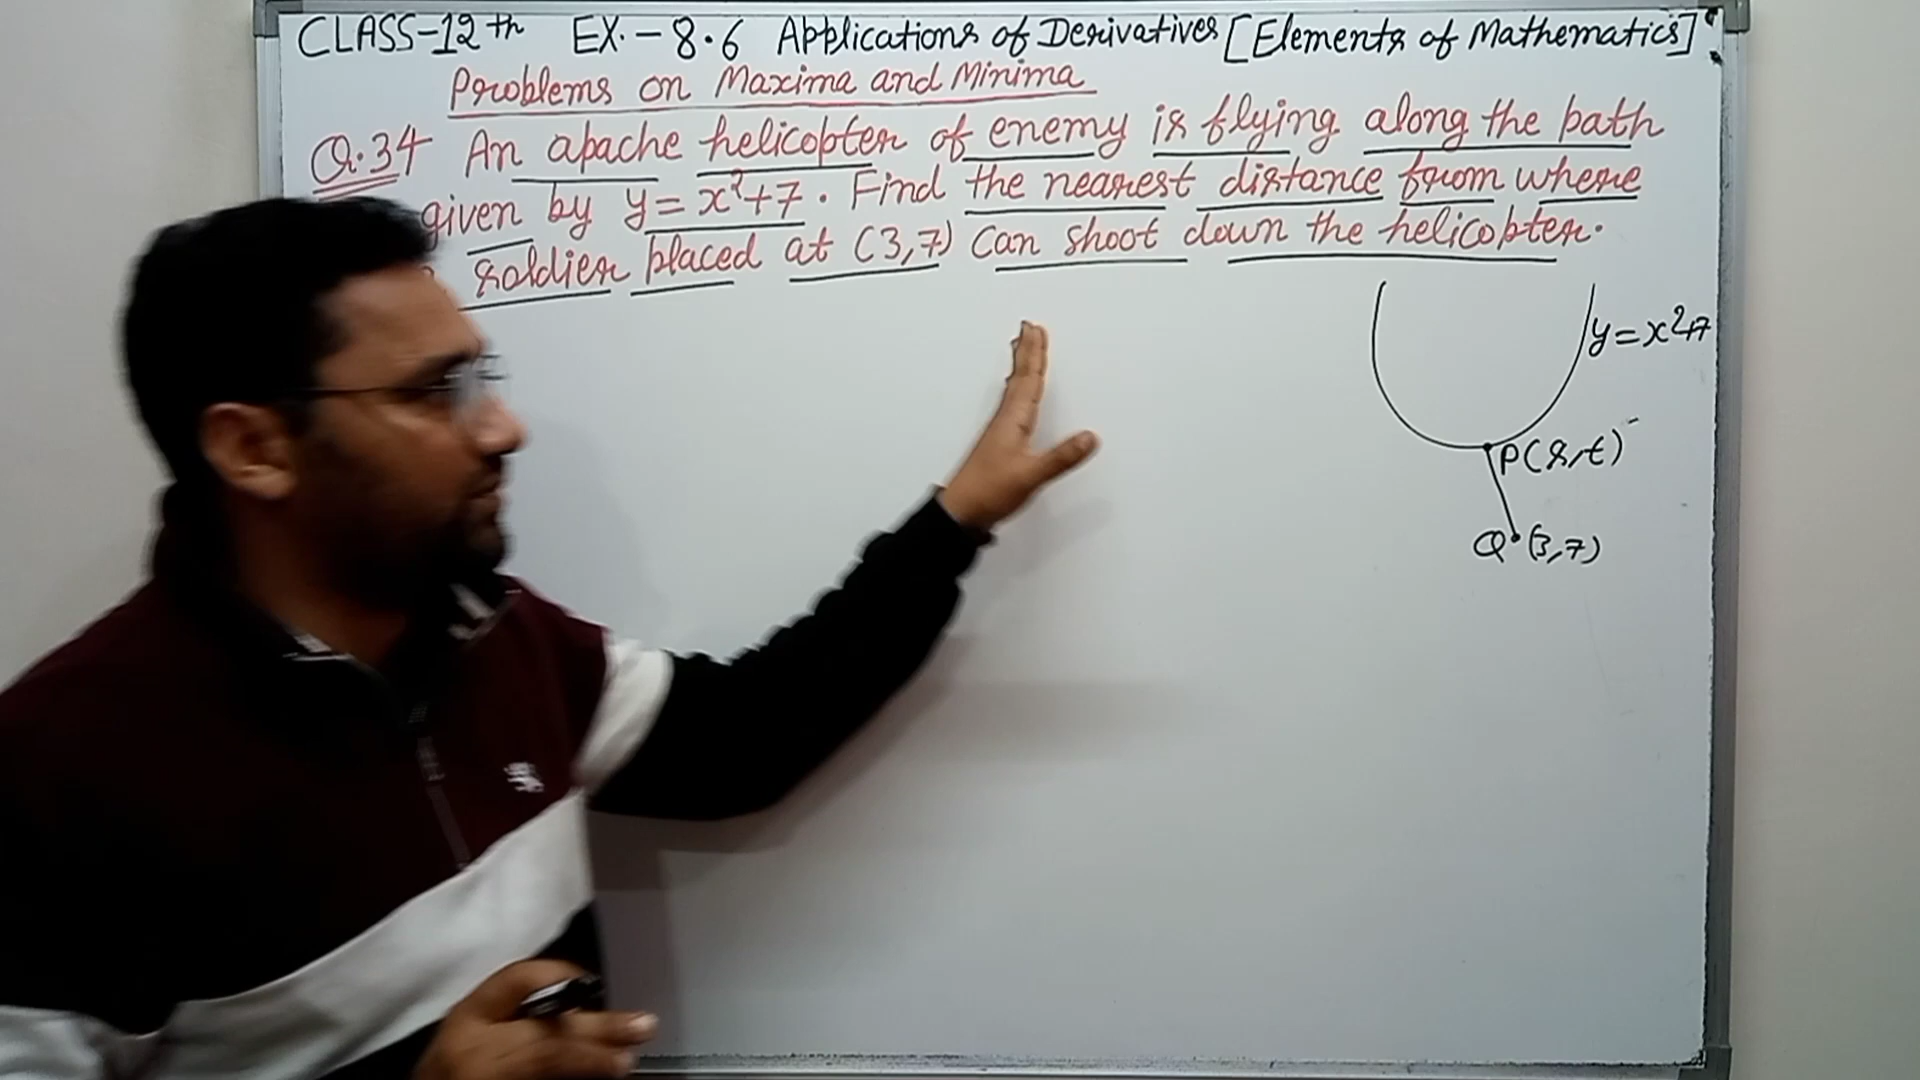 CLASS-12th EX.-8.6 Applications of Derivatives [Elements of Mathematics]
Problems on Maxima and Minima
Q.34 An apache helicopter of enemy is flying along the path
given by y = x²+7. Find the nearest distance from where
soldier placed at (3,7) can shoot down the helicopter.
y = x²+7
P(s,t)
Q (3,7)